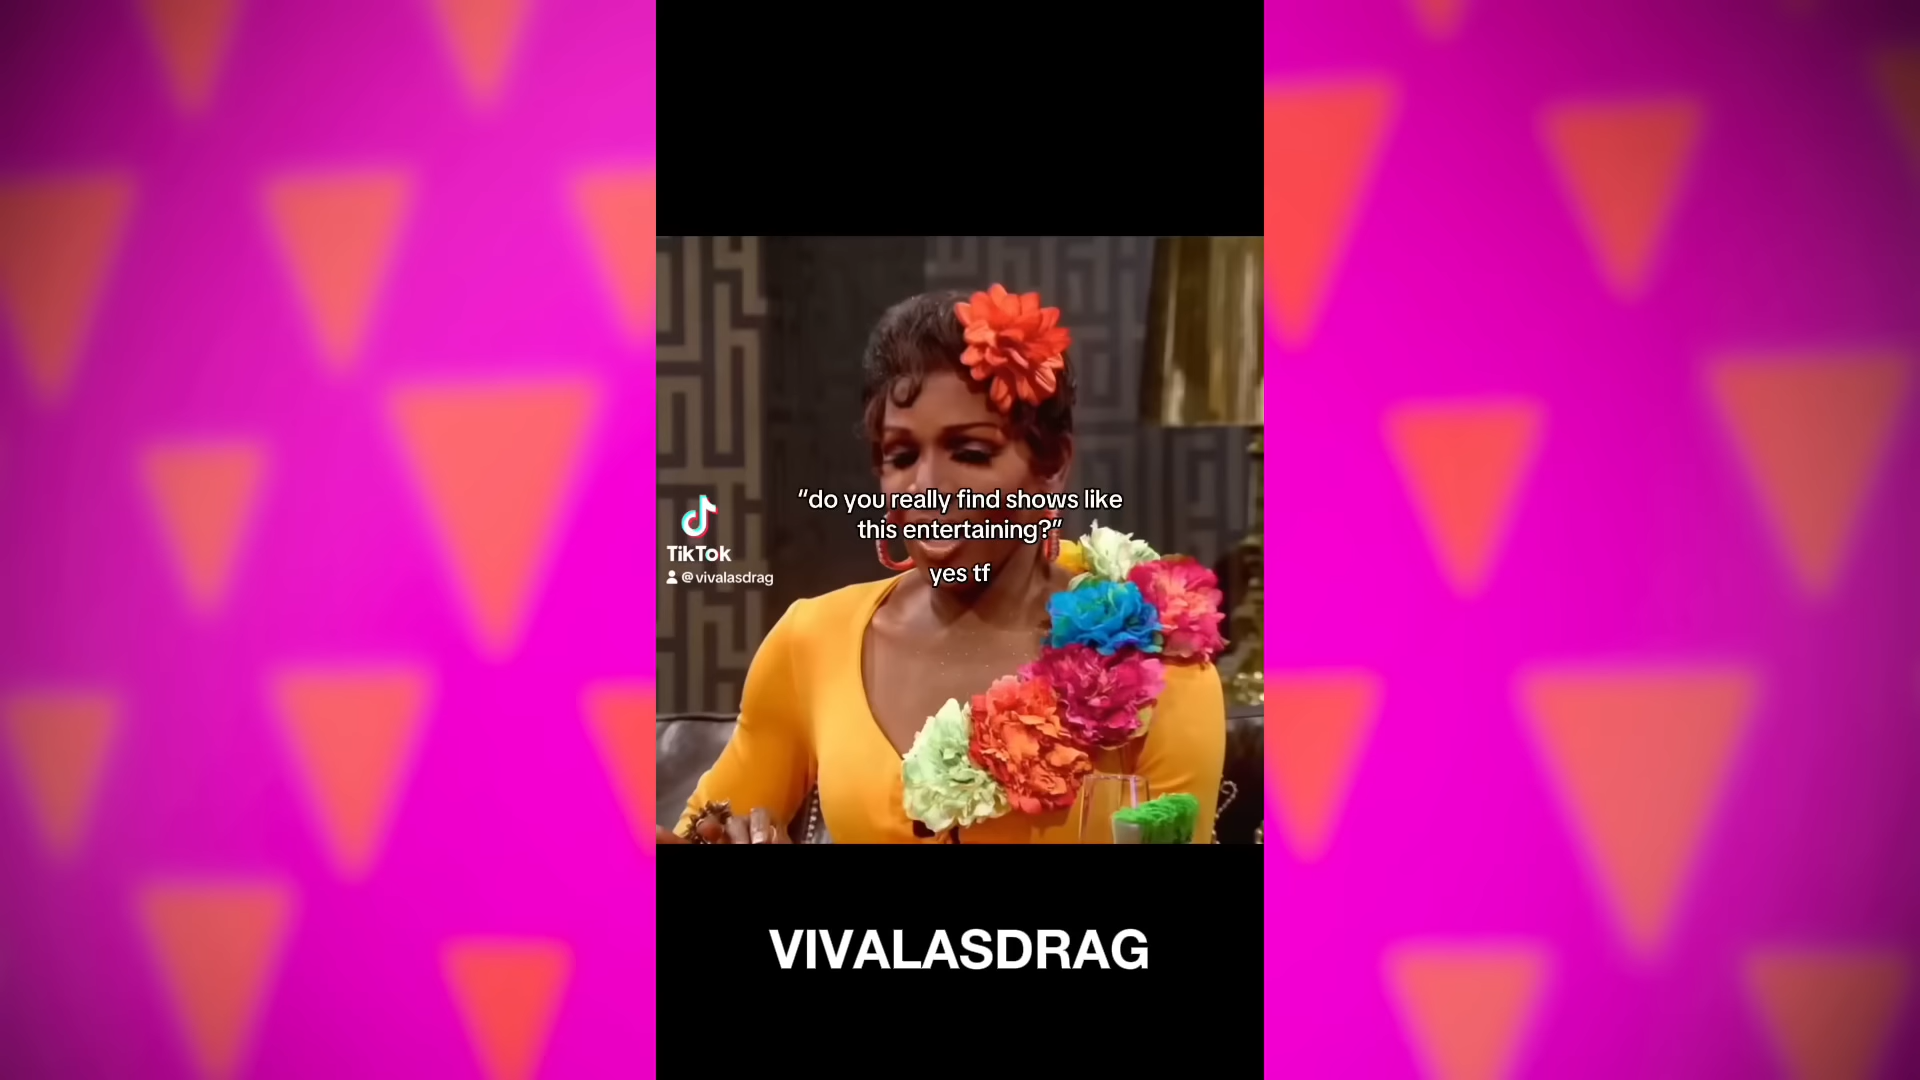 “do you really find shows like
this entertaining?”
yes tf
TikTok
@vivalasdrag
VIVALASDRAG